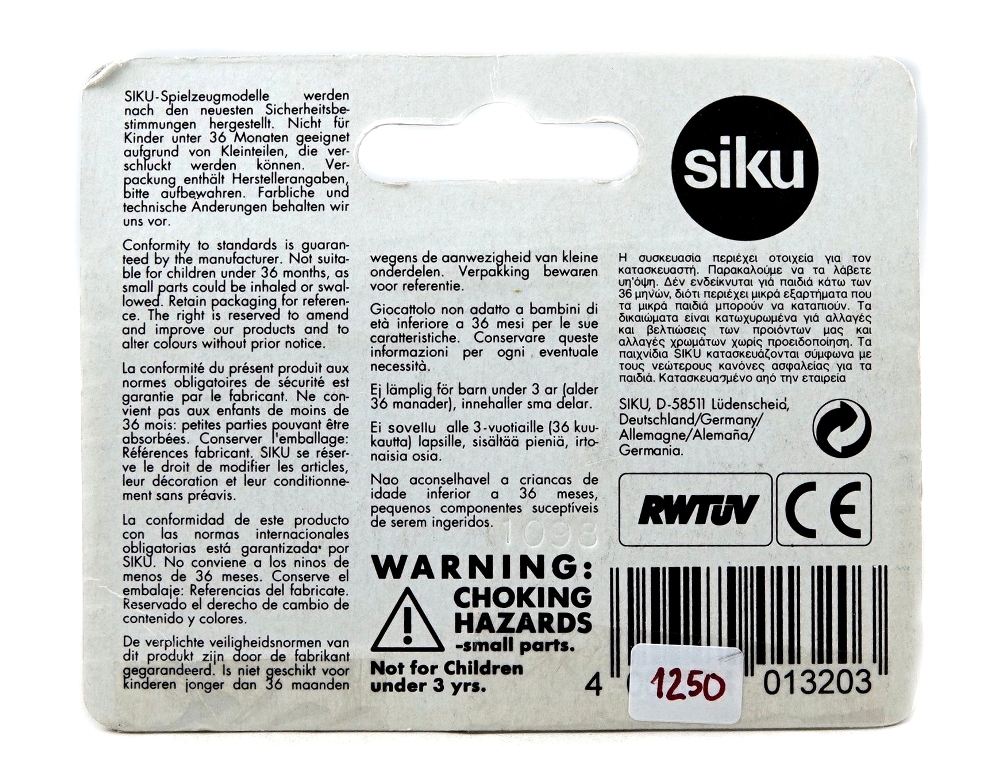 SIKU-Spielzeugmodelle werden
nach den neuesten Sicherheitsbe-
stimmungen hergestellt. Nicht für
Kinder unter 36 Monaten geeignet
aufgrund von Kleinteilen, die ver-
schluckt werden können. Ver-
packung enthält Herstellerangaben,
bitte aufbewahren. Farbliche und
technische Änderungen behalten wir
uns vor.
Conformity to standards is guaran-
teed by the manufacturer. Not suita-
ble for children under 36 months, as
small parts could be inhaled or swal-
lowed. Retain packaging for referen-
ce. The right is reserved to amend
and improve our products and to
alter colours without prior notice.
La conformité du présent produit aux
normes obligatoires de sécurité est
garantie par le fabricant. Ne con-
vient pas aux enfants de moins de
36 mois: petites parties pouvant être
absorbées. Conserver l'emballage:
Références fabricant. SIKU se réser-
ve le droit de modifier les articles,
leur décoration et leur conditionne-
ment sans préavis.
La conformidad de este producto
con las normas internacionales
obligatorias está garantizada por
SIKU. No conviene a los ninos de
menos de 36 meses. Conserve el
embalaje: Referencias del fabricate.
Reservado el derecho de cambio de
contenido y colores.
De verplichte veiligheidsnormen van
dit produkt zijn door de fabrikant
gegarandeerd. Is niet geschikt voor
kinderen jonger dan 36 maanden
wegens de aanwezigheid van kleine
onderdelen. Verpakking bewaren
voor referentie.
Giocattolo non adatto a bambini di
età inferiore a 36 mesi per le sue
caratteristiche. Conservare queste
informazioni per ogni eventuale
necessità.
Ej lämplig för barn under 3 ar (alder
36 manader), innehaller sma delar.
Ei sovellu alle 3-vuotiaille (36 kuu-
kautta) lapsille, sisältää pieniä, irto-
naisia osia.
Nao aconselhavel a criancas de
idade inferior a 36 meses,
pequenos componentes suceptiveis
de serem ingeridos.
1093
WARNING:
CHOKING
HAZARDS
-small parts.
Not for Children
under 3 yrs.
siku
Η συσκευασία περιέχει οτοιχεία για τον
κατασκευαστή. Παρακαλούμε να τα λάβετε
υη'όψη. Δέν ενδείκνυται γιά παιδιά κάτω των
36 μηνών, διότι περιέχει μικρά εξαρτήματα που
τα μικρά παιδιά μπορούν να καταπιούν. Τα
δικαιώματα είναι κατωχυρωμένα γιά αλλαγές
και βελτιώσεις των προιόντων μας και
αλλαγές χρωμάτων χωρίς προειδοποίηση. Τα
παιχνίδια SIKU κατασκευάζονται σύμφωνα με
τους νεώτερους κανόνες ασφαλείας για τα
παιδιά. Κατασκευασμένο από την εταιρεία
SIKU, D-58511 Lüdenscheid,
Deutschland/Germany/
Allemagne/Alemaña/
Germania.
RWTÜV
CE
4
013203
1250